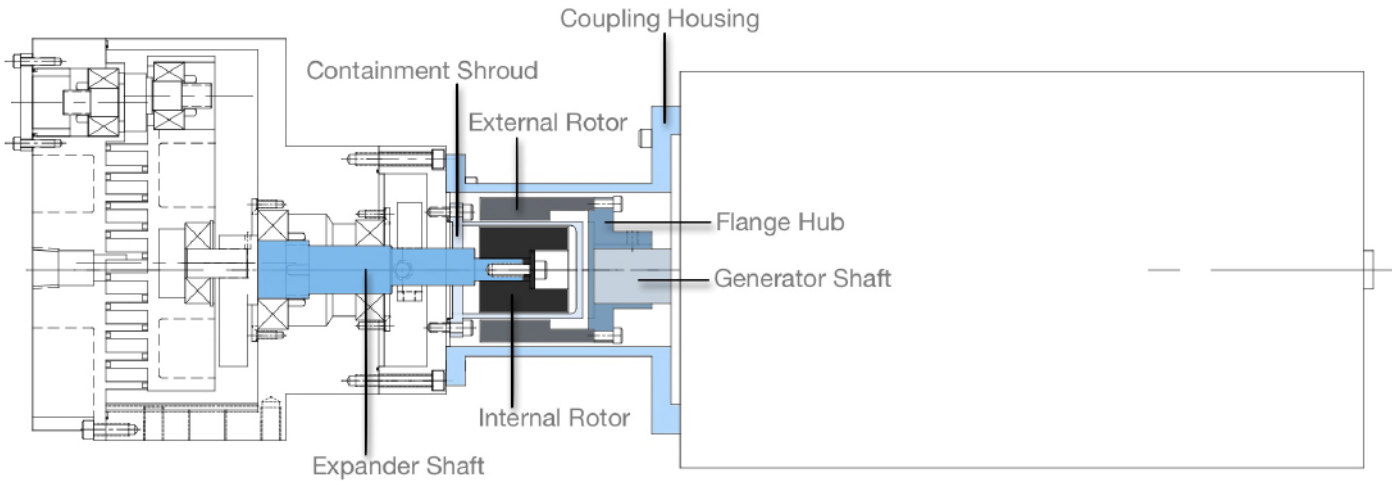 Coupling Housing
Containment Shroud
External Rotor
Flange Hub
Generator Shaft
Internal Rotor
Expander Shaft